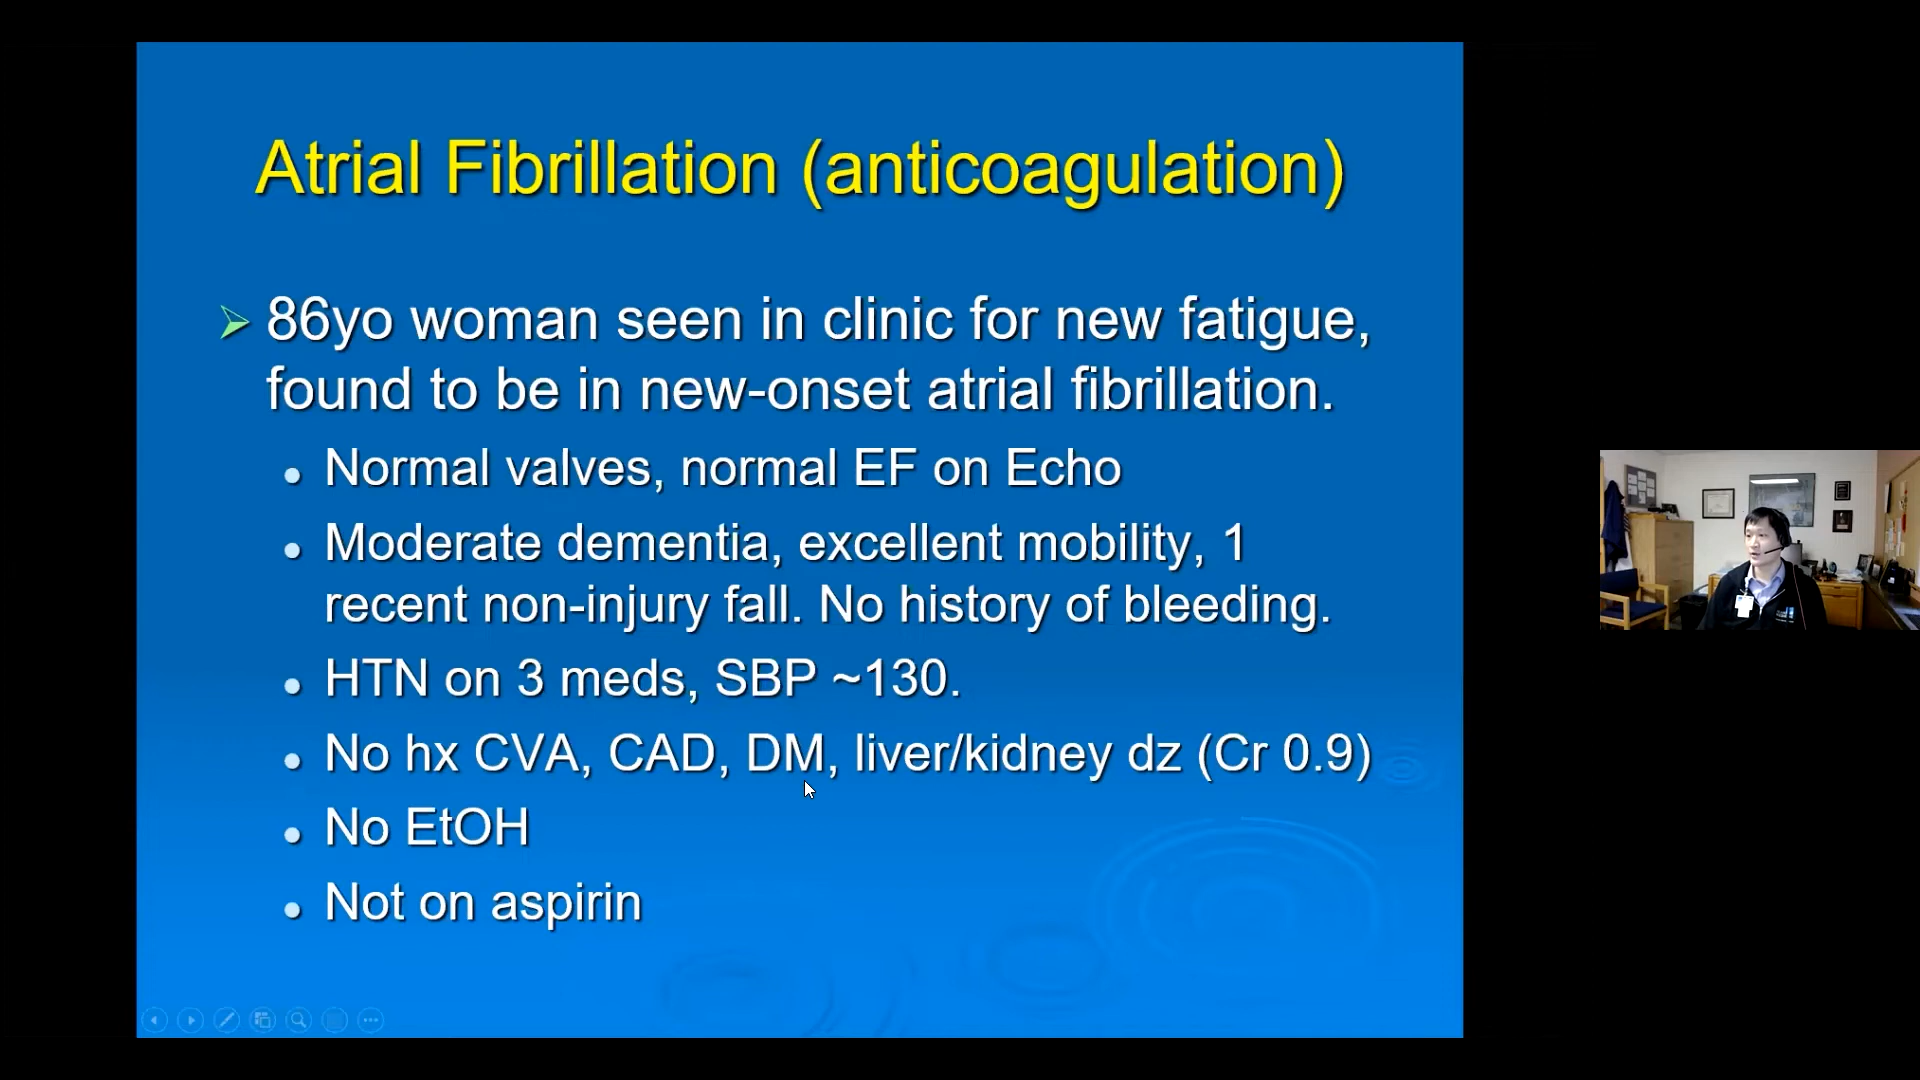 Atrial Fibrillation (anticoagulation)
86yo woman seen in clinic for new fatigue,
found to be in new-onset atrial fibrillation.
Normal valves, normal EF on Echo
Moderate dementia, excellent mobility, 1
recent non-injury fall. No history of bleeding.
HTN on 3 meds, SBP ~130.
No hx CVA, CAD, DM, liver/kidney dz (Cr 0.9)
No EtOH
Not on aspirin